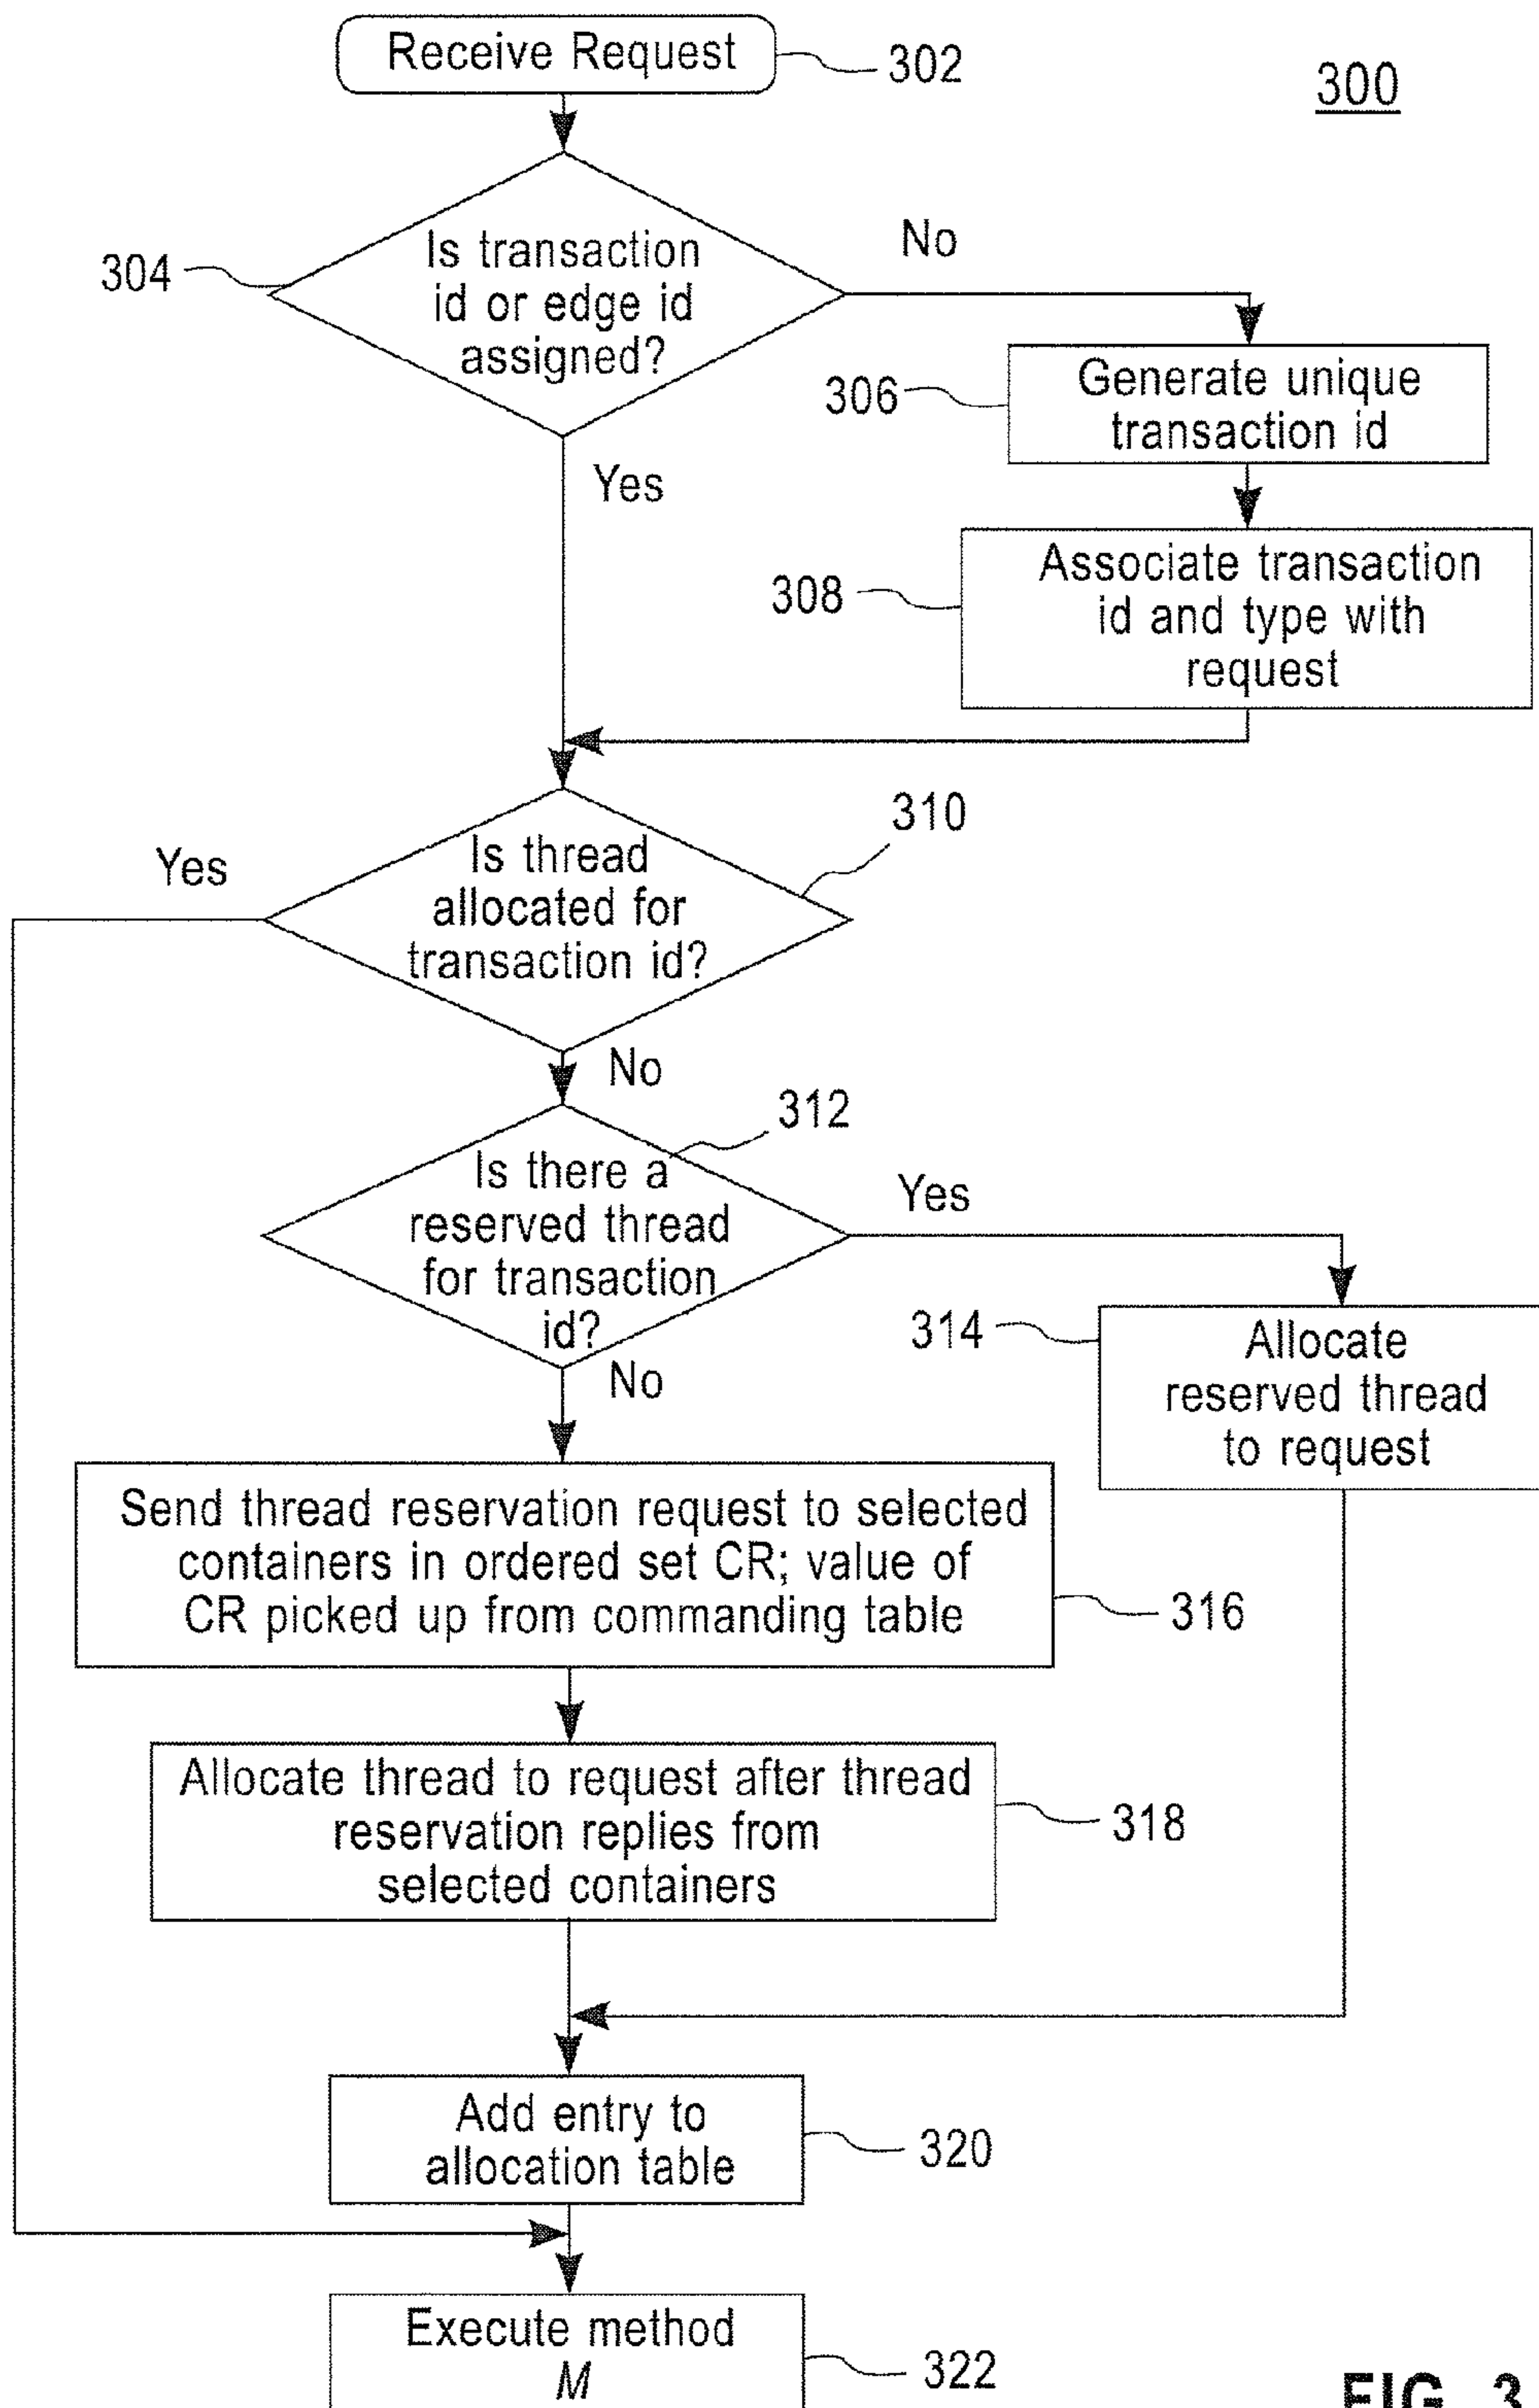 Receive Request
302
300
304
Is transaction
id or edge id
assigned?
No
Yes
306
Generate unique
transaction id
308
Associate transaction
id and type with
request
310
Yes
Is thread
allocated for
transaction id?
No
312
Is there a
reserved thread
for transaction
id?
Yes
No
314
Allocate
reserved thread
to request
Send thread reservation request to selected
containers in ordered set CR; value of
CR picked up from commanding table
316
Allocate thread to request after thread
reservation replies from
selected containers
318
Add entry to
allocation table
320
Execute method
M
322
FIG. 3